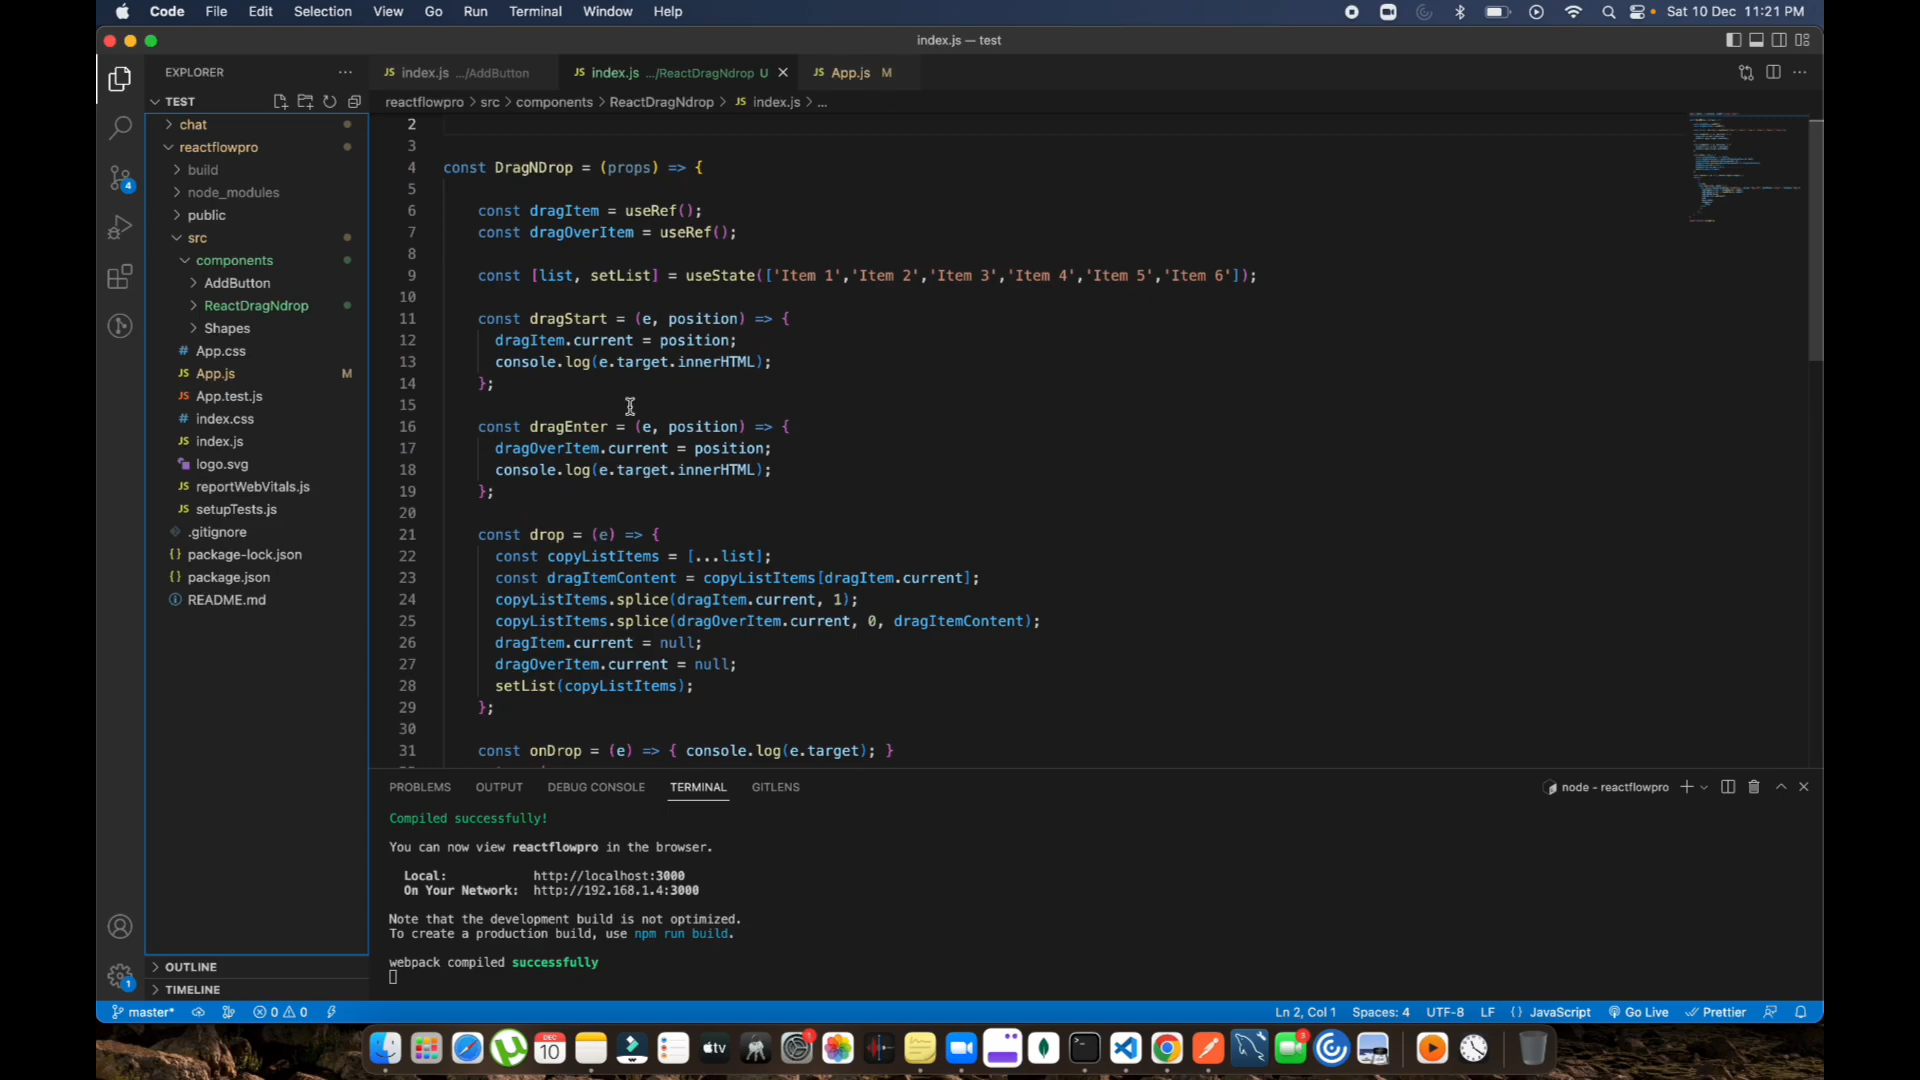 Code File Edit Selection View Go Run Terminal Window Help Sat 10 Dec 11:21 PM
index.js — test
EXPLORER
TEST
chat
reactflowpro
build
node_modules
public
src
components
AddButton
ReactDragNdrop
Shapes
# App.css
JS App.js M
JS App.test.js
# index.css
JS index.js
logo.svg
JS reportWebVitals.js
JS setupTests.js
.gitignore
{} package-lock.json
{} package.json
README.md
OUTLINE
TIMELINE
4
1
JS index.js .../AddButton JS index.js .../ReactDragNdrop U JS App.js M
reactflowpro > src > components > ReactDragNdrop > JS index.js > ...
2
3
4 const DragNDrop = (props) => {
5
6 const dragItem = useRef();
7 const dragOverItem = useRef();
8
9 const [list, setList] = useState(['Item 1','Item 2','Item 3','Item 4','Item 5','Item 6']);
10
11 const dragStart = (e, position) => {
12 dragItem.current = position;
13 console.log(e.target.innerHTML);
14 };
15
16 const dragEnter = (e, position) => {
17 dragOverItem.current = position;
18 console.log(e.target.innerHTML);
19 };
20
21 const drop = (e) => {
22 const copyListItems = [...list];
23 const dragItemContent = copyListItems[dragItem.current];
24 copyListItems.splice(dragItem.current, 1);
25 copyListItems.splice(dragOverItem.current, 0, dragItemContent);
26 dragItem.current = null;
27 dragOverItem.current = null;
28 setList(copyListItems);
29 };
30
31 const onDrop = (e) => { console.log(e.target); }
PROBLEMS OUTPUT DEBUG CONSOLE TERMINAL GITLENS node - reactflowpro
Compiled successfully!
You can now view reactflowpro in the browser.
Local: http://localhost:3000
On Your Network: http://192.168.1.4:3000
Note that the development build is not optimized.
To create a production build, use npm run build.
webpack compiled successfully
master* 0 0 Ln 2, Col 1 Spaces: 4 UTF-8 LF {} JavaScript Go Live Prettier
DEC
10
tv
1
3